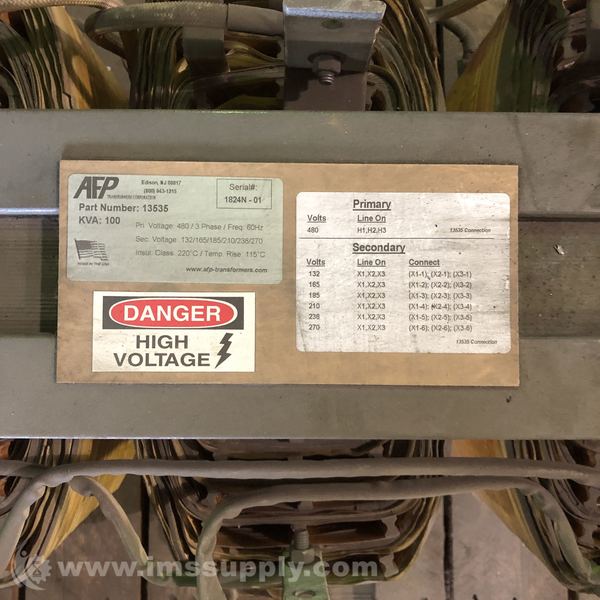 AFP
TRANSFORMERS CORPORATION
Edison, NJ 08817
(800) 843-1215
Serial#:
1824N - 01
Part Number: 13535
KVA: 100
Pri. Voltage: 480 / 3 Phase / Freq. 60Hz
Sec. Voltage: 132/165/185/210/236/270
Insul. Class. 220°C / Temp. Rise 115°C
MADE IN THE USA
www.afp-transformers.com
DANGER
HIGH
VOLTAGE
Primary
Volts Line On
480 H1,H2,H3 13535 Connection
Secondary
Volts Line On Connect
132 X1,X2,X3 (X1-1); (X2-1); (X3-1)
165 X1,X2,X3 (X1-2); (X2-2); (X3-2)
185 X1,X2,X3 (X1-3); (X2-3); (X3-3)
210 X1,X2,X3 (X1-4); (X2-4); (X3-4)
236 X1,X2,X3 (X1-5); (X2-5); (X3-5)
270 X1,X2,X3 (X1-6); (X2-6); (X3-6)
13535 Connection
www.imssupply.com